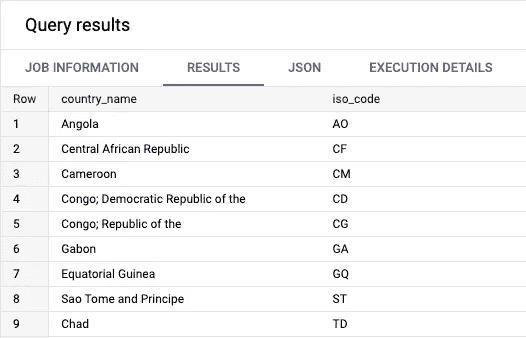 Query results
JOB INFORMATION RESULTS JSON EXECUTION DETAILS
Row country_name iso_code
1 Angola AO
2 Central African Republic CF
3 Cameroon CM
4 Congo; Democratic Republic of the CD
5 Congo; Republic of the CG
6 Gabon GA
7 Equatorial Guinea GQ
8 Sao Tome and Principe ST
9 Chad TD